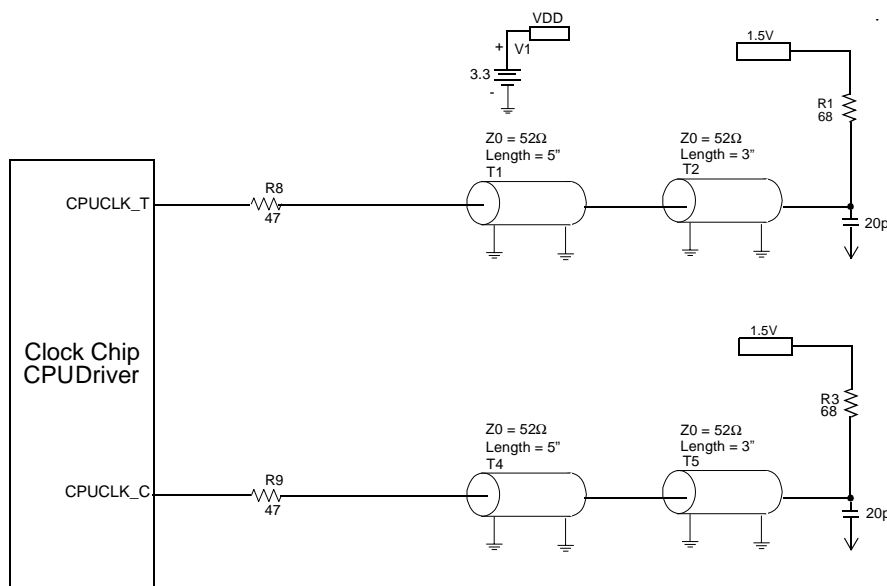 VDD
+
V1
3.3
-
1.5V
R1
68
Z0 = 52Ω
Length = 5”
T1
Z0 = 52Ω
Length = 3”
T2
CPUCLK_T
R8
47
20p
Clock Chip
CPUDriver
1.5V
R3
68
Z0 = 52Ω
Length = 5”
T4
Z0 = 52Ω
Length = 3”
T5
CPUCLK_C
R9
47
20p